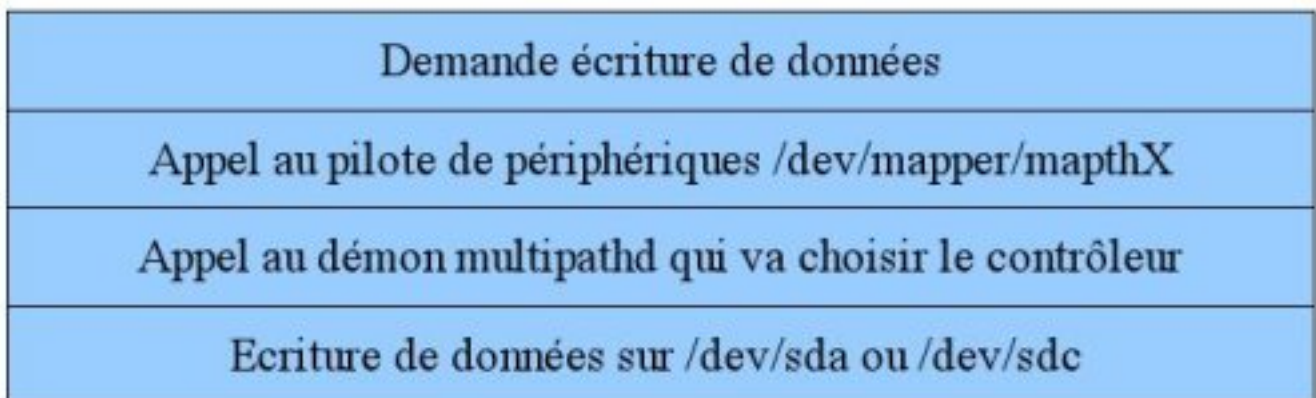 Demande écriture de données
Appel au pilote de périphériques /dev/mapper/mapthX
Appel au démon multipathd qui va choisir le contrôleur
Ecriture de données sur /dev/sda ou /dev/sdc